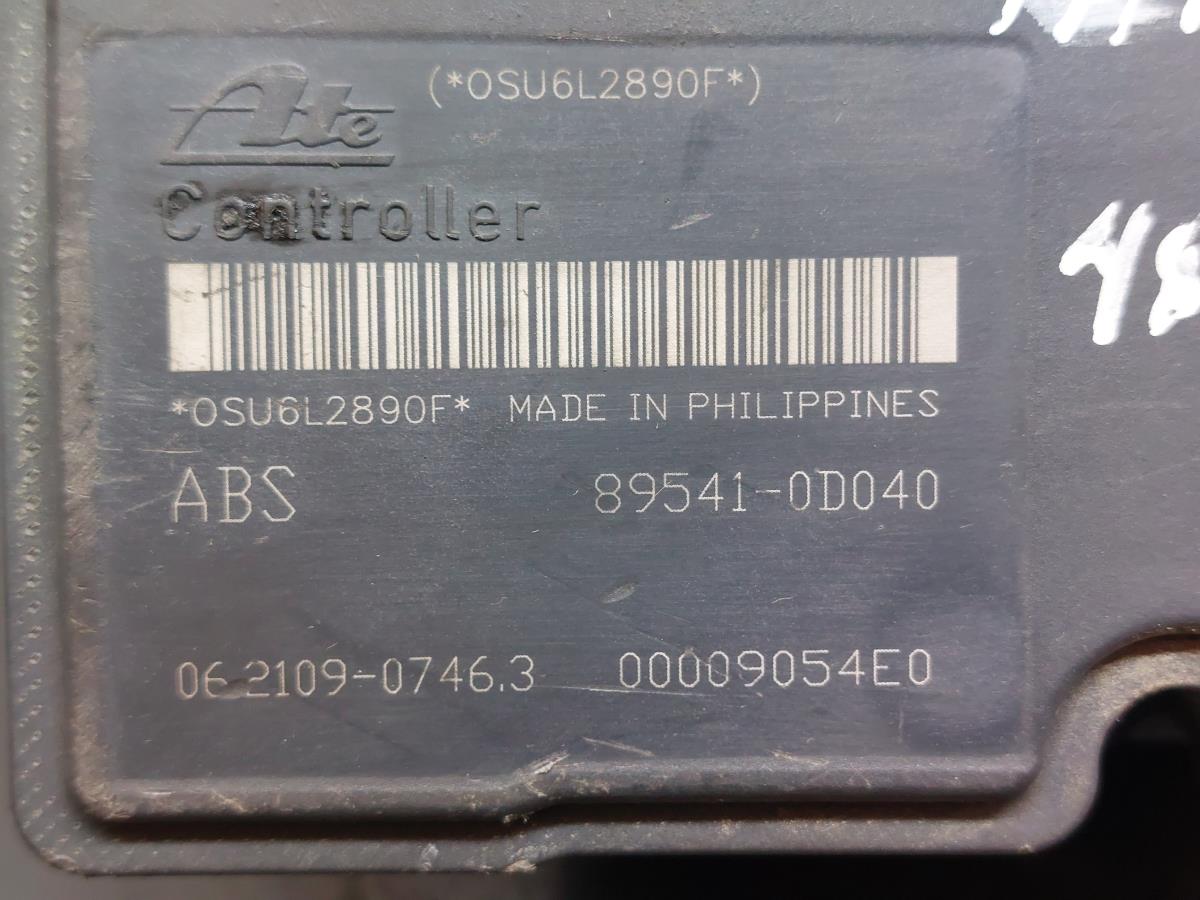 Ate
(*OSU6L2890F*)
Controller
*OSU6L2890F* MADE IN PHILIPPINES
ABS 89541-0D040
06.2109-0746.3 00009054E0